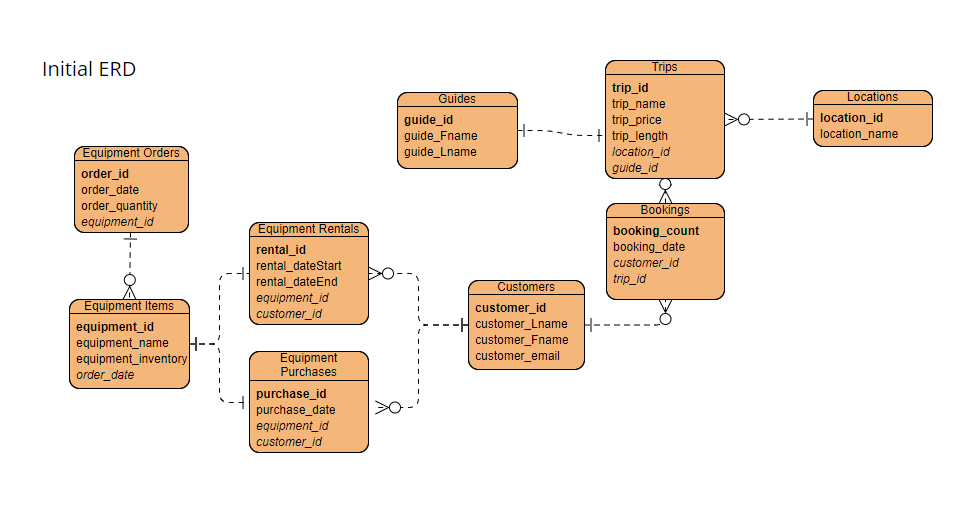 Initial ERD
Guides
guide_id
guide_Fname
guide_Lname
Trips
trip_id
trip_name
trip_price
trip_length
location_id
guide_id
Locations
location_id
location_name
Equipment Orders
order_id
order_date
order_quantity
equipment_id
Equipment Rentals
rental_id
rental_dateStart
rental_dateEnd
equipment_id
customer_id
Bookings
booking_count
booking_date
customer_id
trip_id
Equipment Items
equipment_id
equipment_name
equipment_inventory
order_date
Customers
customer_id
customer_Lname
customer_Fname
customer_email
Equipment
Purchases
purchase_id
purchase_date
equipment_id
customer_id